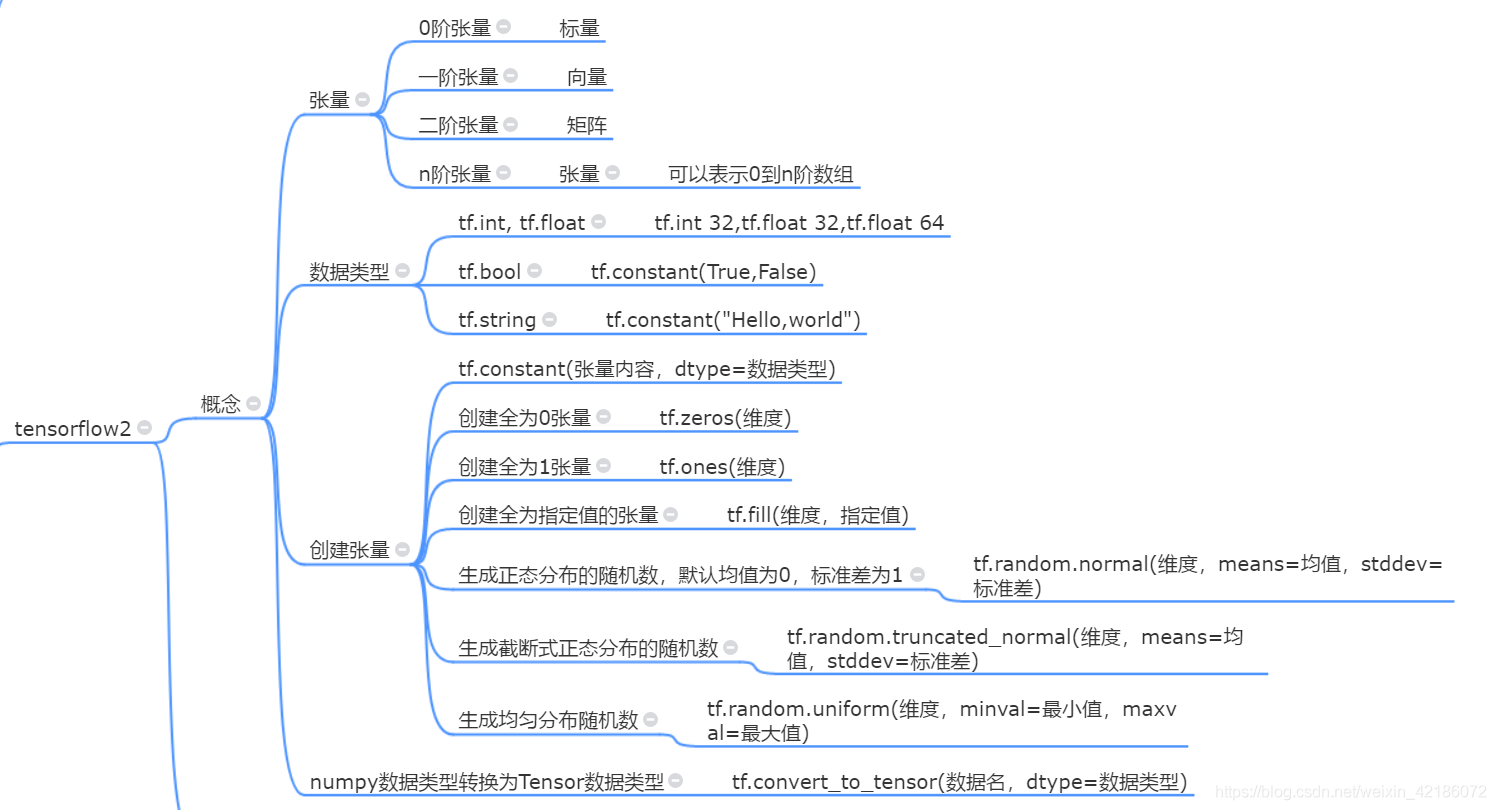 0阶张量 标量
一阶张量 向量
张量
二阶张量 矩阵
n阶张量 张量 可以表示0到n阶数组
tf.int, tf.float tf.int 32,tf.float 32,tf.float 64
数据类型
tf.bool tf.constant(True,False)
tf.string tf.constant("Hello,world")
tf.constant(张量内容，dtype=数据类型)
概念
tensorflow2
创建全为0张量 tf.zeros(维度)
创建全为1张量 tf.ones(维度)
创建全为指定值的张量 tf.fill(维度，指定值)
创建张量
生成正态分布的随机数，默认均值为0，标准差为1
tf.random.normal(维度，means=均值，stddev=
标准差)
生成截断式正态分布的随机数
tf.random.truncated_normal(维度，means=均
值，stddev=标准差)
生成均匀分布随机数
tf.random.uniform(维度，minval=最小值，maxv
al=最大值)
numpy数据类型转换为Tensor数据类型 tf.convert_to_tensor(数据名，dtype=数据类型)
https://blog.csdn.net/weixin_42186072